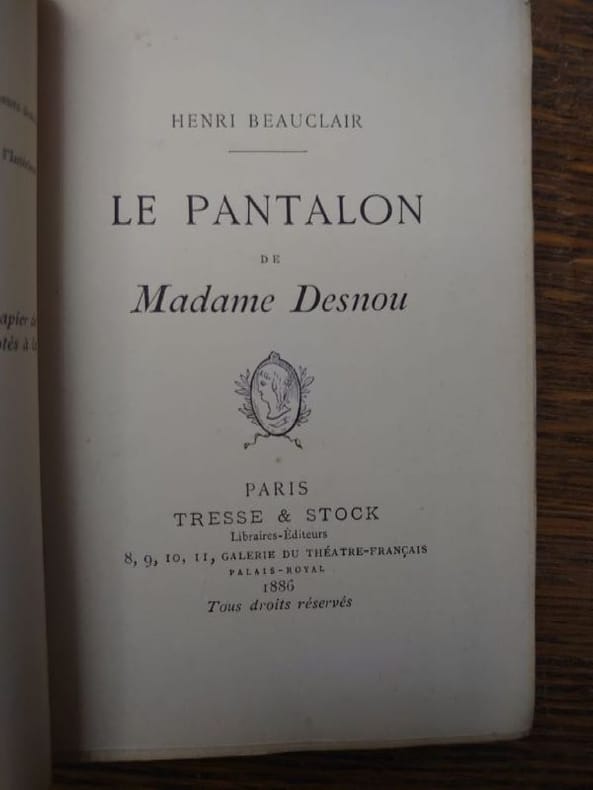 HENRI BEAUCLAIR
LE PANTALON
DE
Madame Desnou
PARIS
TRESSE & STOCK
Libraires-Éditeurs
8, 9, 10, 11, GALERIE DU THÉATRE-FRANÇAIS
PALAIS-ROYAL
1886
Tous droits réservés